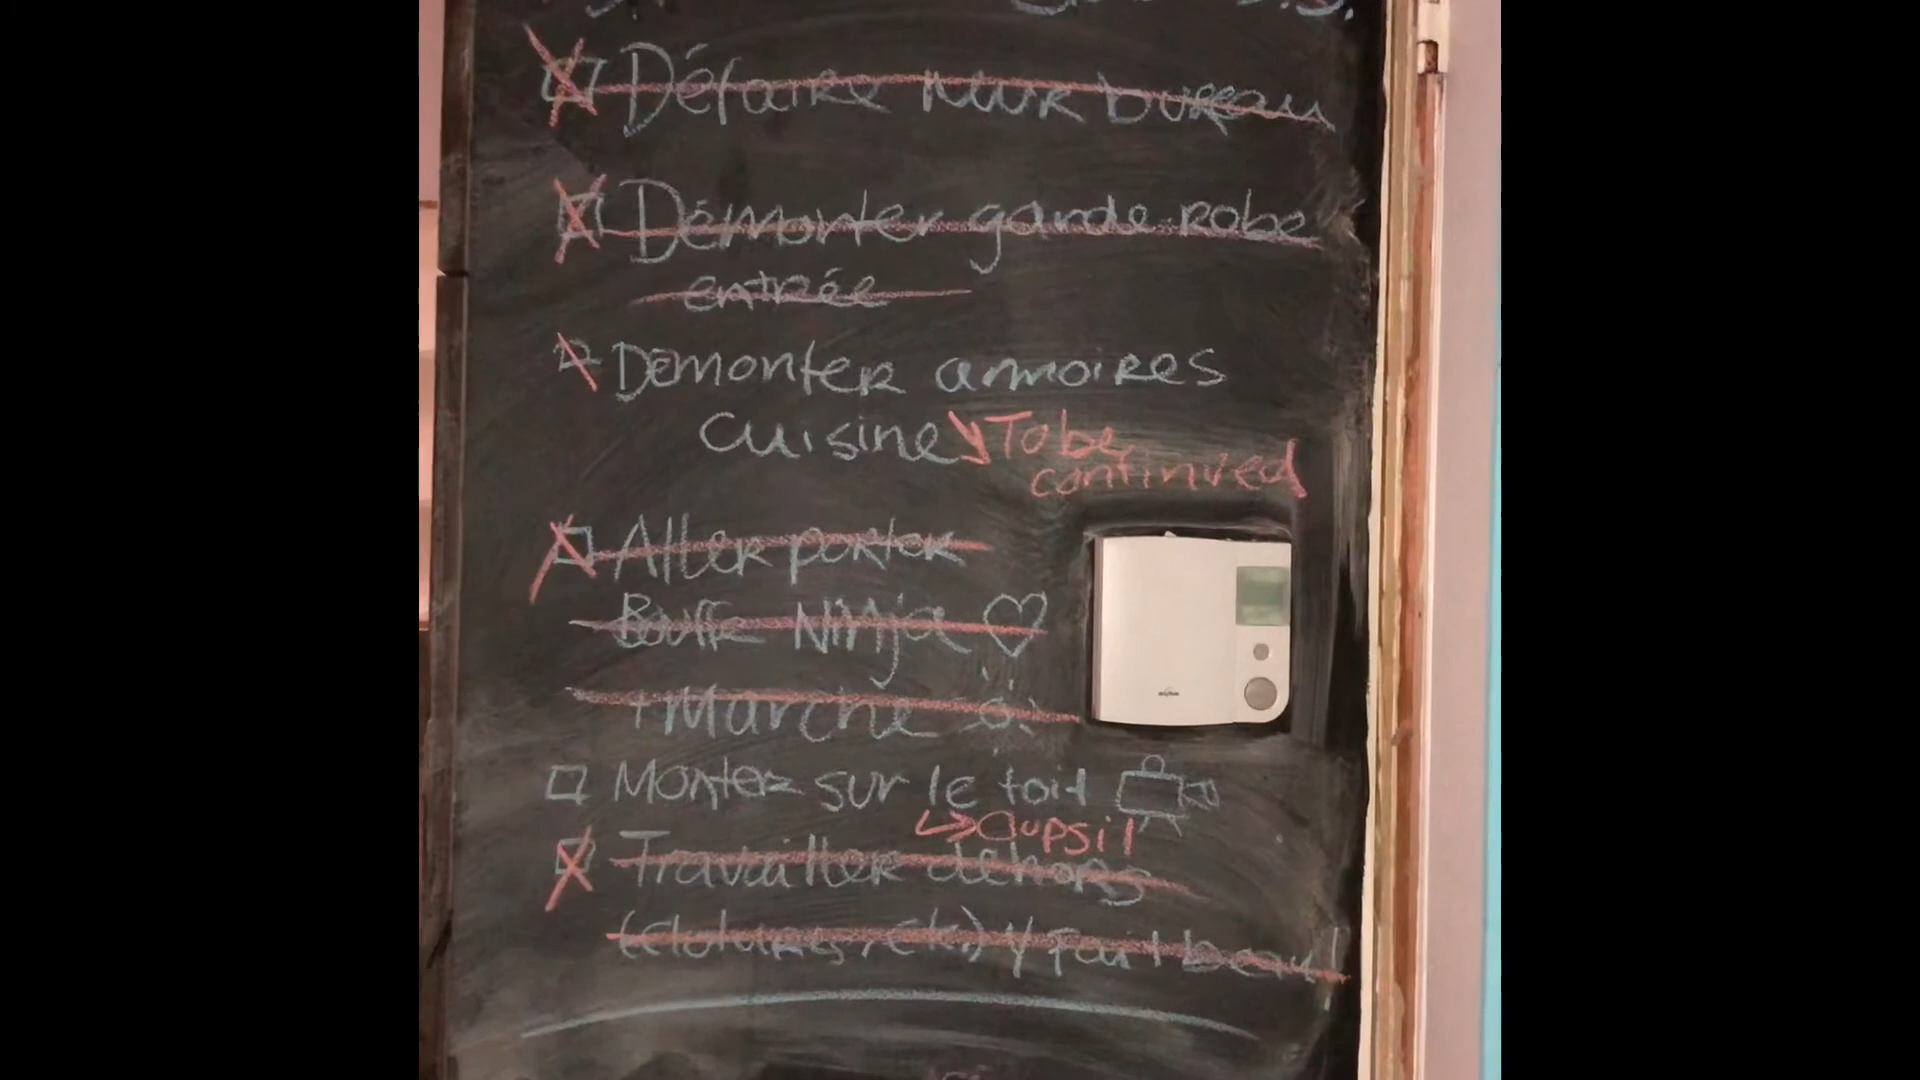 Défaire mur bureau
Démonter garde-robe
entrée
Démonter armoires
cuisine
To be
continued
Aller porter
Bouffe Ninja
+ Marche
Monter sur le toit
Oupsi!
Travailler dehors
(clotures, etc.) Y fait beau!